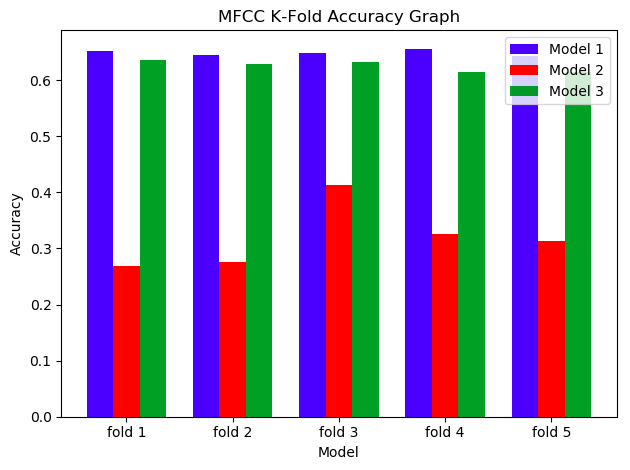 MFCC K-Fold Accuracy Graph
Model 1
Model 2
Model 3
Accuracy
0.6
0.5
0.4
0.3
0.2
0.1
0.0
fold 1 fold 2 fold 3 fold 4 fold 5
Model